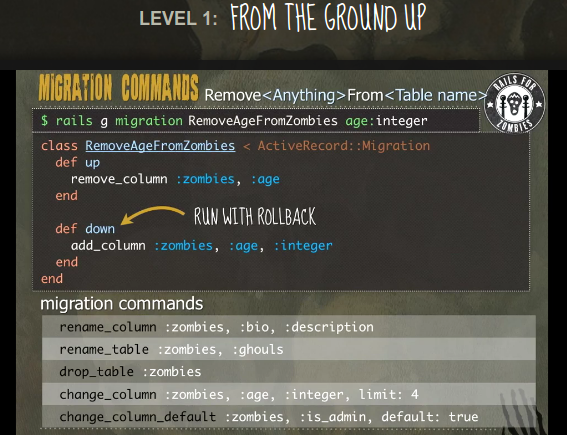 LEVEL 1: FROM THE GROUND UP
MIGRATION COMMANDS Remove<Anything>From<Table name>
RAILS FOR ZOMBIES
$ rails g migration RemoveAgeFromZombies age:integer
class RemoveAgeFromZombies < ActiveRecord::Migration
def up
remove_column :zombies, :age
end
def down
RUN WITH ROLLBACK
add_column :zombies, :age, :integer
end
end
migration commands
rename_column :zombies, :bio, :description
rename_table :zombies, :ghouls
drop_table :zombies
change_column :zombies, :age, :integer, limit: 4
change_column_default :zombies, :is_admin, default: true